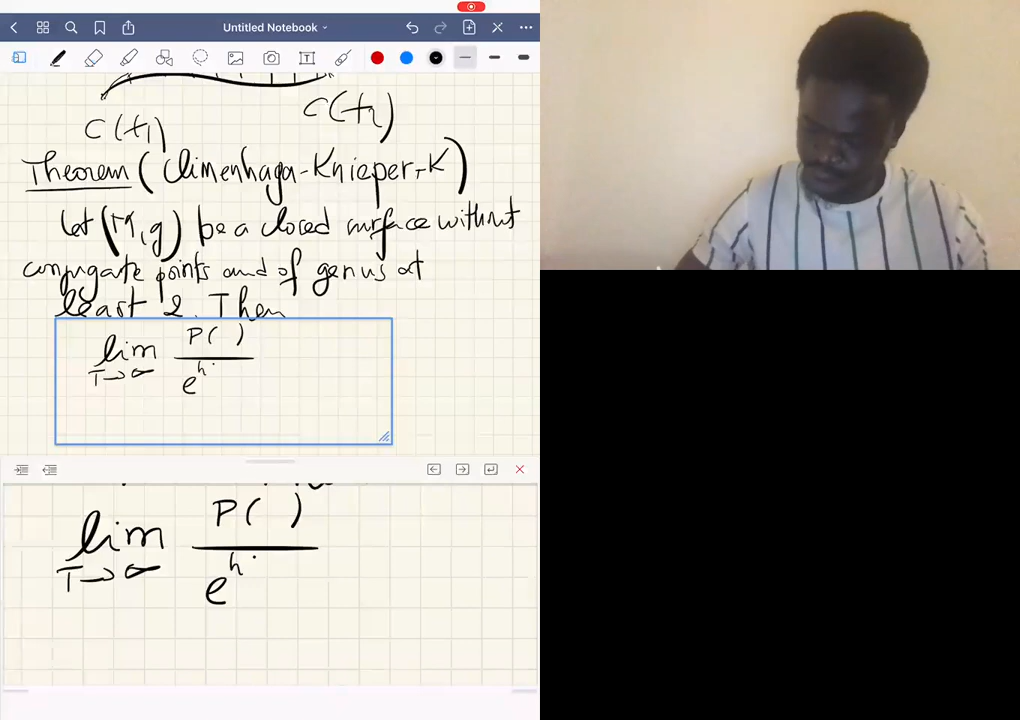 Untitled Notebook
T
C(t1)
C(t2)
Theorem (Climenhaga-Knieper-K)
let (M,g) be a closed surface without
conjugate points and of genus at
least 2. Then
lim P( )
T→∞ e^h
lim P( )
T→∞ e^h